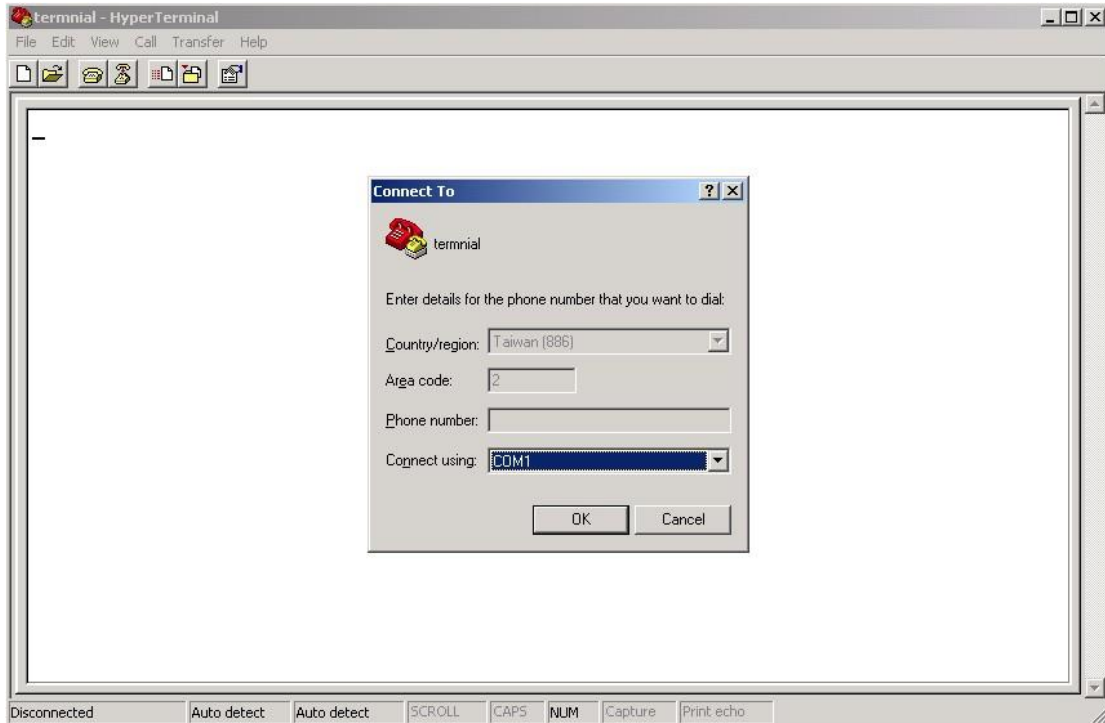 termnial - HyperTerminal
File Edit View Call Transfer Help
Connect To
termnial
Enter details for the phone number that you want to dial:
Country/region: Taiwan (886)
Area code: 2
Phone number:
Connect using: COM1
OK Cancel
Disconnected Auto detect Auto detect SCROLL CAPS NUM Capture Print echo